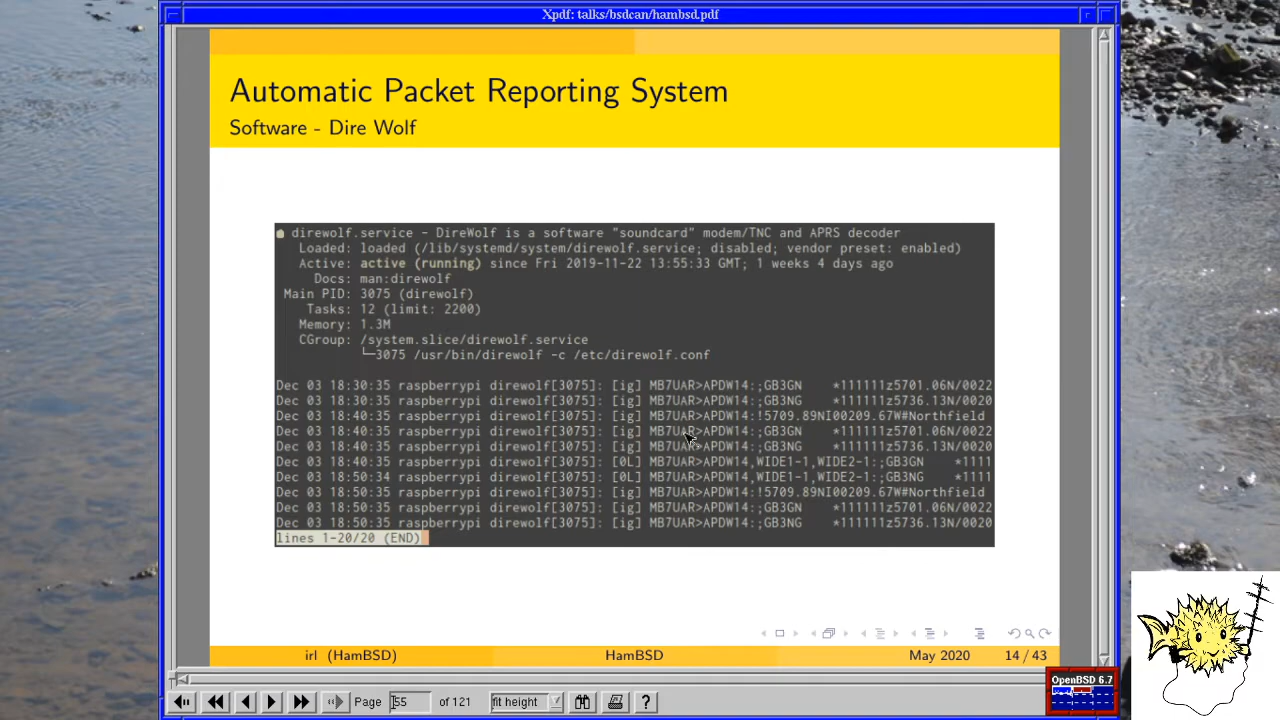 Xpdf: talks/bsdcan/hambsd.pdf
Automatic Packet Reporting System
Software - Dire Wolf
direwolf.service - DireWolf is a software "soundcard" modem/TNC and APRS decoder
Loaded: loaded (/lib/systemd/system/direwolf.service; disabled; vendor preset: enabled)
Active: active (running) since Fri 2019-11-22 13:55:33 GMT; 1 weeks 4 days ago
Docs: man:direwolf
Main PID: 3075 (direwolf)
Tasks: 12 (limit: 2200)
Memory: 1.3M
CGroup: /system.slice/direwolf.service
└─3075 /usr/bin/direwolf -c /etc/direwolf.conf
Dec 03 18:30:35 raspberrypi direwolf[3075]: [ig] MB7UAR>APDW14:;GB3GN    *111111z5701.06N/0022
Dec 03 18:30:35 raspberrypi direwolf[3075]: [ig] MB7UAR>APDW14:;GB3NG    *111111z5736.13N/0020
Dec 03 18:40:35 raspberrypi direwolf[3075]: [ig] MB7UAR>APDW14:!5709.89NI00209.67W#Northfield
Dec 03 18:40:35 raspberrypi direwolf[3075]: [ig] MB7UAR>APDW14:;GB3GN    *111111z5701.06N/0022
Dec 03 18:40:35 raspberrypi direwolf[3075]: [ig] MB7UAR>APDW14:;GB3NG    *111111z5736.13N/0020
Dec 03 18:40:35 raspberrypi direwolf[3075]: [0L] MB7UAR>APDW14,WIDE1-1,WIDE2-1:;GB3GN    *1111
Dec 03 18:50:34 raspberrypi direwolf[3075]: [0L] MB7UAR>APDW14,WIDE1-1,WIDE2-1:;GB3NG    *1111
Dec 03 18:50:35 raspberrypi direwolf[3075]: [ig] MB7UAR>APDW14:!5709.89NI00209.67W#Northfield
Dec 03 18:50:35 raspberrypi direwolf[3075]: [ig] MB7UAR>APDW14:;GB3GN    *111111z5701.06N/0022
Dec 03 18:50:35 raspberrypi direwolf[3075]: [ig] MB7UAR>APDW14:;GB3NG    *111111z5736.13N/0020
lines 1-20/20 (END)
irl (HamBSD) HamBSD May 2020 14 / 43
OpenBSD 6.7
Page 55 of 121 fit height ?